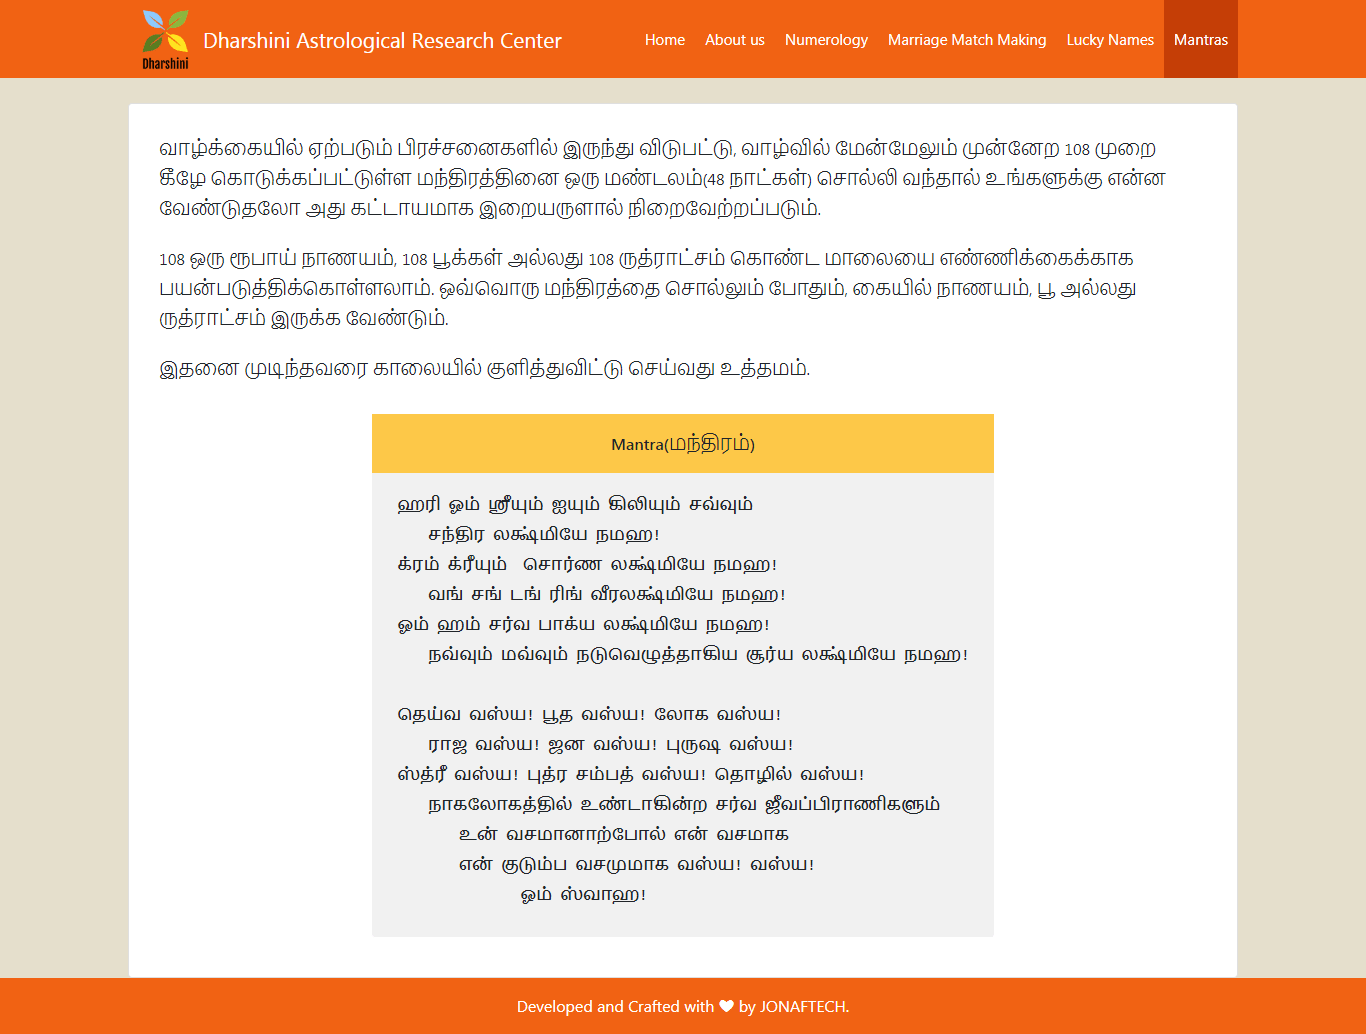 Dharshini
Dharshini Astrological Research Center
Home About us Numerology Marriage Match Making Lucky Names Mantras
வாழ்க்கையில் ஏற்படும் பிரச்சனைகளில் இருந்து விடுபட்டு, வாழ்வில் மேன்மேலும் முன்னேற 108 முறை
கீழே கொடுக்கப்பட்டுள்ள மந்திரத்தினை ஒரு மண்டலம்(48 நாட்கள்) சொல்லி வந்தால் உங்களுக்கு என்ன
வேண்டுதலோ அது கட்டாயமாக இறையருளால் நிறைவேற்றப்படும்.
108 ஒரு ரூபாய் நாணயம், 108 பூக்கள் அல்லது 108 ருத்ராட்சம் கொண்ட மாலையை எண்ணிக்கைக்காக
பயன்படுத்திக்கொள்ளலாம். ஒவ்வொரு மந்திரத்தை சொல்லும் போதும், கையில் நாணயம், பூ அல்லது
ருத்ராட்சம் இருக்க வேண்டும்.
இதனை முடிந்தவரை காலையில் குளித்துவிட்டு செய்வது உத்தமம்.
Mantra(மந்திரம்)
ஹரி ஓம் ஸ்ரீயும் ஐயும் கிலியும் சவ்வும்
சந்திர லக்ஷ்மியே நமஹ!
க்ரம் க்ரீயும் சொர்ண லக்ஷ்மியே நமஹ!
வங் சங் டங் ரிங் வீரலக்ஷ்மியே நமஹ!
ஓம் ஹம் சர்வ பாக்ய லக்ஷ்மியே நமஹ!
நவ்வும் மவ்வும் நடுவெழுத்தாகிய சூர்ய லக்ஷ்மியே நமஹ!
தெய்வ வஸ்ய! பூத வஸ்ய! லோக வஸ்ய!
ராஜ வஸ்ய! ஜன வஸ்ய! புருஷ வஸ்ய!
ஸ்த்ரீ வஸ்ய! புத்ர சம்பத் வஸ்ய! தொழில் வஸ்ய!
நாகலோகத்தில் உண்டாகின்ற சர்வ ஜீவப்பிராணிகளும்
உன் வசமானாற்போல் என் வசமாக
என் குடும்ப வசமுமாக வஸ்ய! வஸ்ய!
ஓம் ஸ்வாஹ!
Developed and Crafted with ❤ by JONAFTECH.